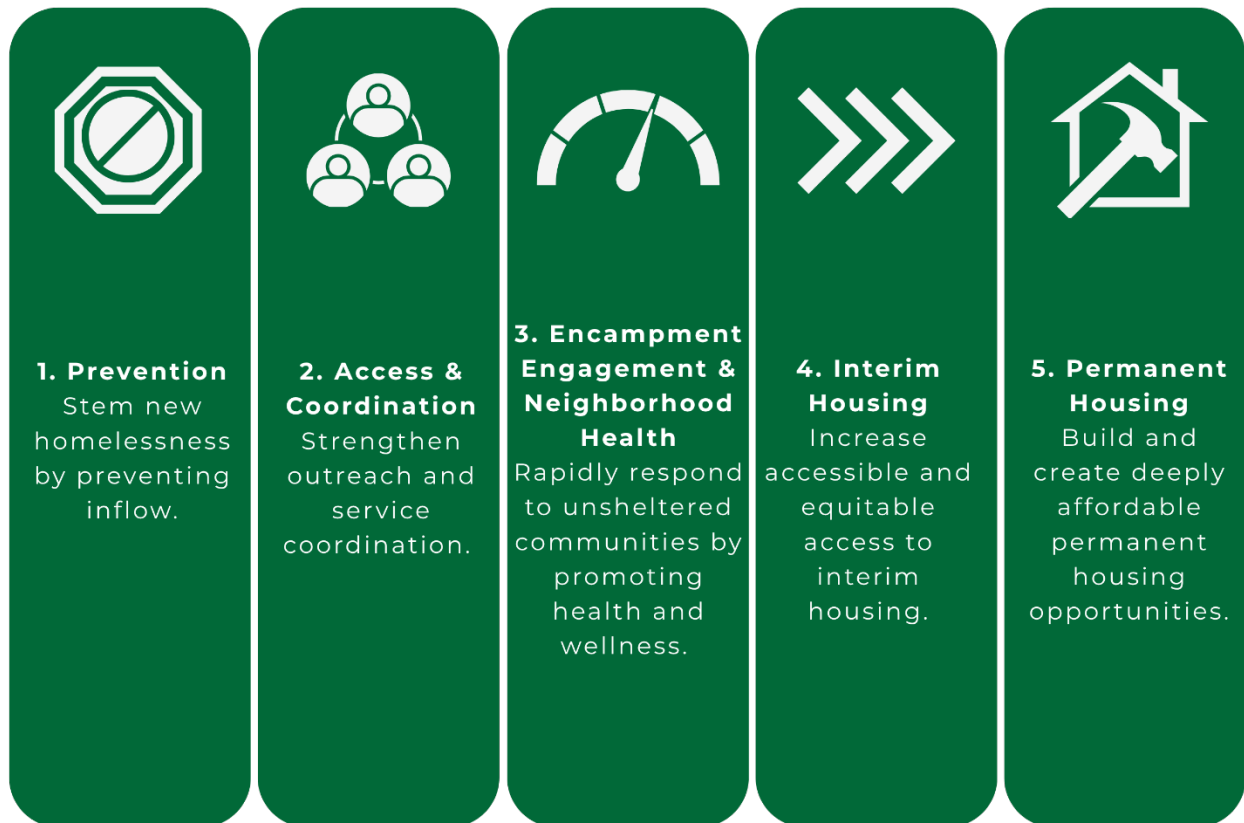 1. Prevention
Stem new
homelessness
by preventing
inflow.
2. Access &
Coordination
Strengthen
outreach and
service
coordination.
3. Encampment
Engagement &
Neighborhood
Health
Rapidly respond
to unsheltered
communities by
promoting
health and
wellness.
4. Interim
Housing
Increase
accessible and
equitable
access to
interim
housing.
5. Permanent
Housing
Build and
create deeply
affordable
permanent
housing
opportunities.